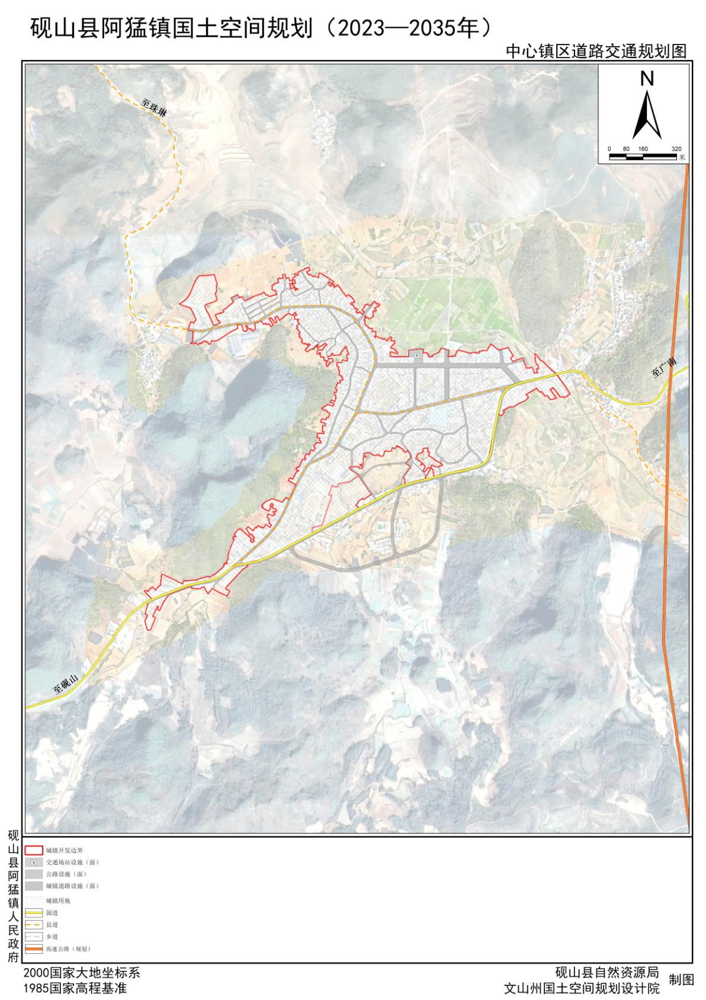 砚山县阿猛镇国土空间规划（2023—2035年）
中心镇区道路交通规划图
N
0 80 160 320
米
至珠琳
至广南
交
至砚山
砚山县阿猛镇人民政府
城镇开发边界
交 交通场站设施（面）
公路设施（面）
城镇道路设施（面）
城镇用地
国道
县道
乡道
高速公路（规划）
2000国家大地坐标系
1985国家高程基准
砚山县自然资源局
文山州国土空间规划设计院
制图